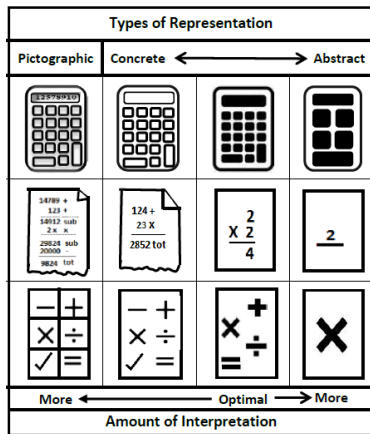 Types of Representation
Pictographic Concrete Abstract
12378910
14789 +
123 +
14912 sub
2 x x
29824 sub
20000 -
9824 tot
124 +
23 X
2852 tot
2
X 2
4
2
− +
× ÷
✓ =
− +
× ÷
✓ =
+
×
÷
=
×
More Optimal More
Amount of Interpretation